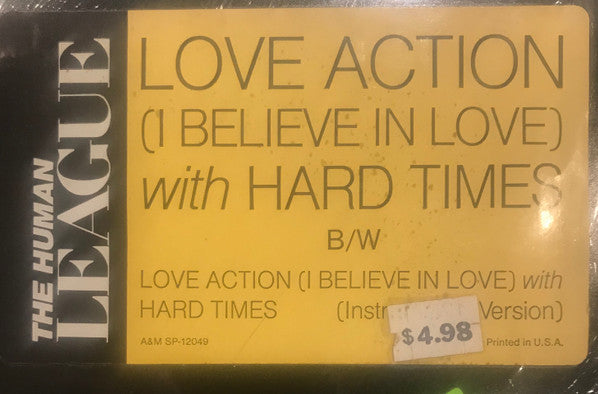 THE HUMAN
LEAGUE
LOVE ACTION
(I BELIEVE IN LOVE)
with HARD TIMES
B/W
LOVE ACTION (I BELIEVE IN LOVE) with
HARD TIMES (Instr Version)
$4.98
A&M SP-12049
Printed in U.S.A.